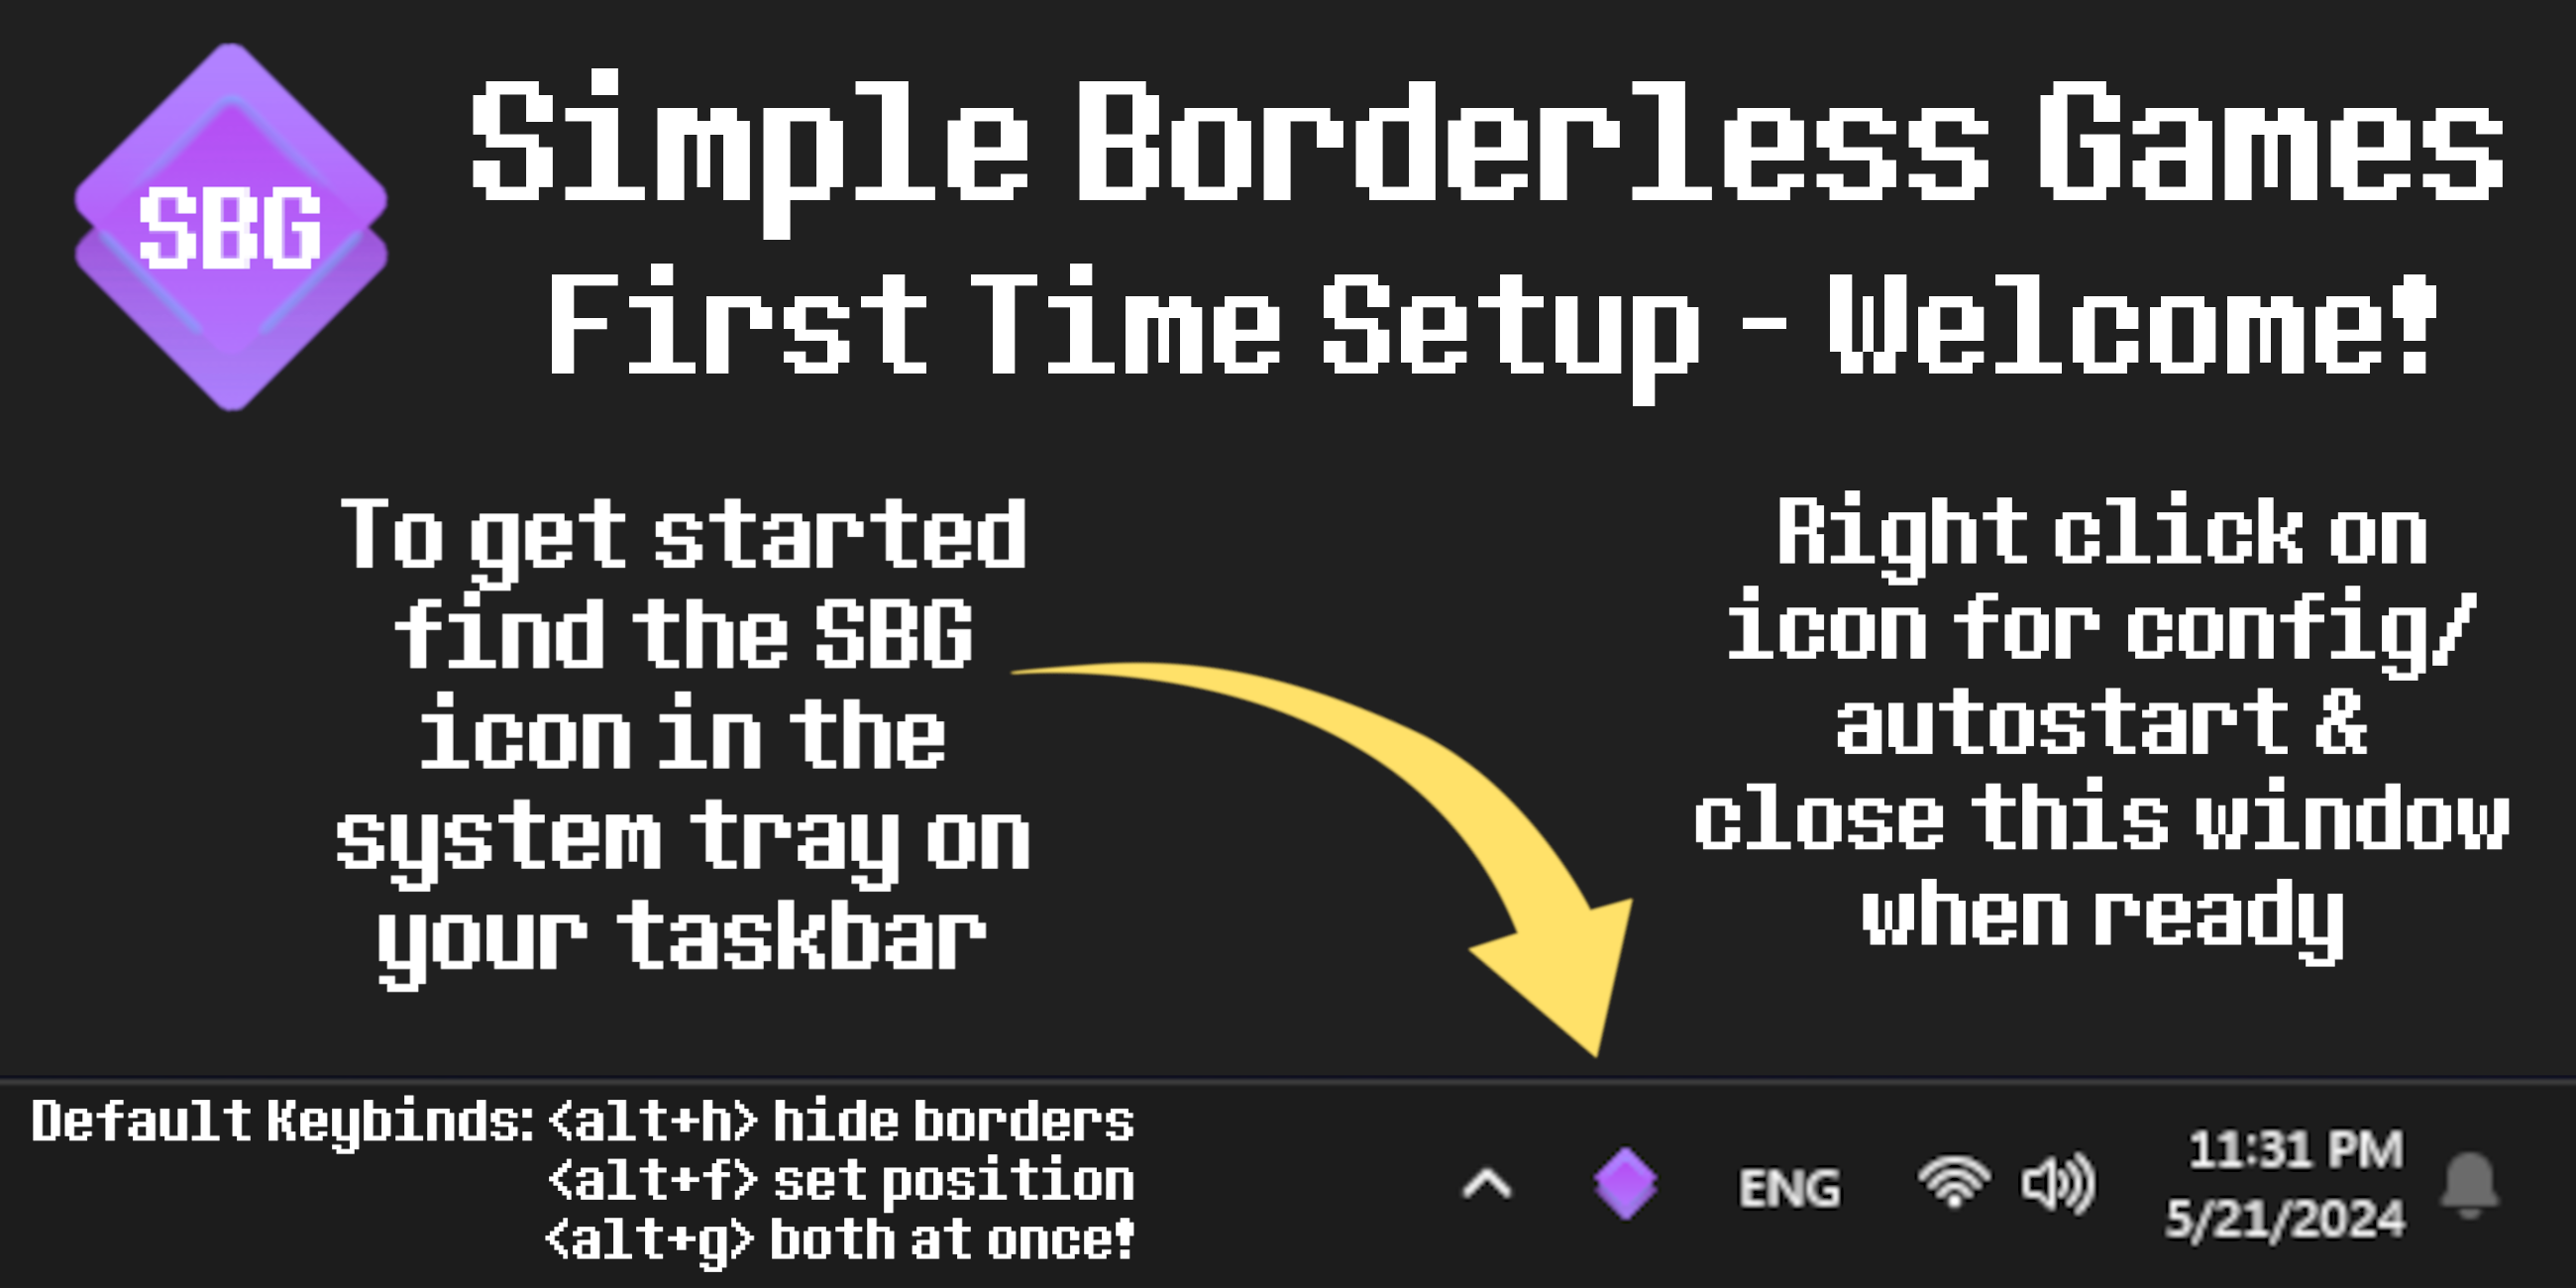 SBG
Simple Borderless Games
First Time Setup - Welcome!
To get started
find the SBG
icon in the
system tray on
your taskbar
Right click on
icon for config/
autostart &
close this window
when ready
Default Keybinds: <alt+h> hide borders
<alt+f> set position
<alt+g> both at once!
ENG
11:31 PM
5/21/2024